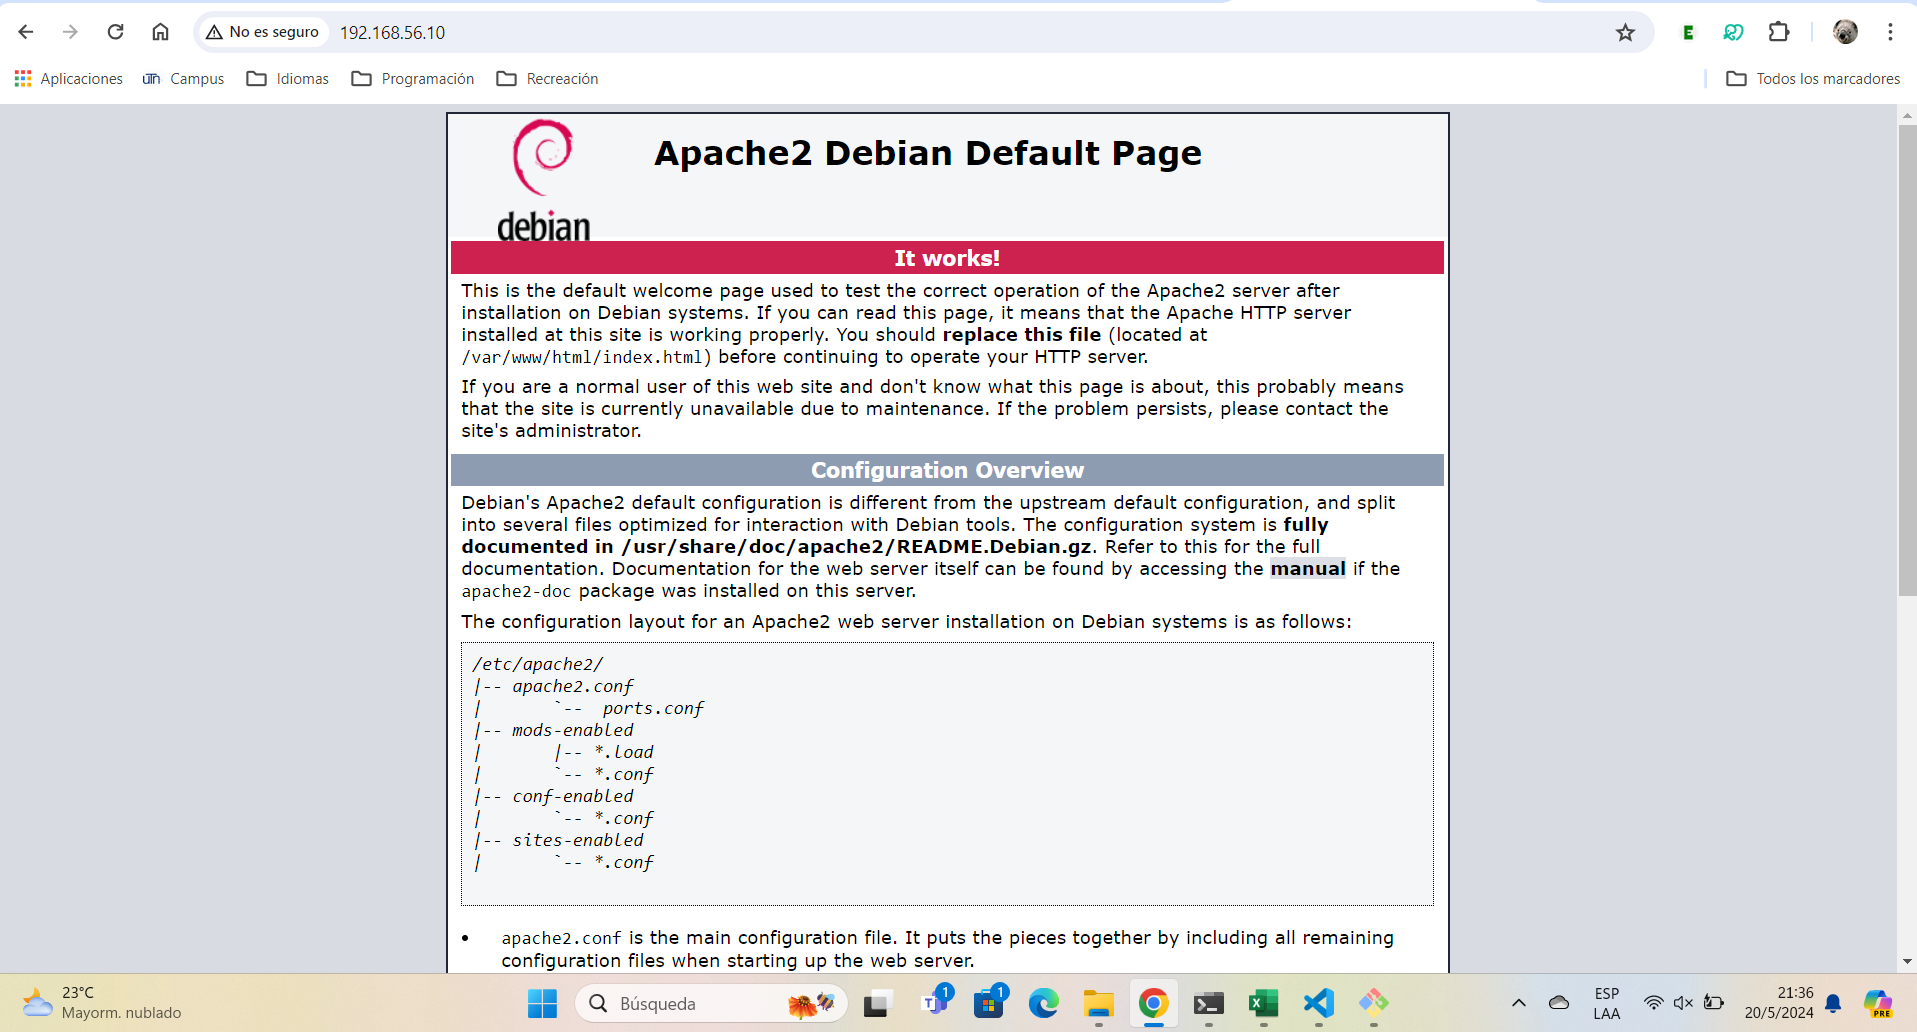 No es seguro 192.168.56.10
Aplicaciones Campus Idiomas Programación Recreación Todos los marcadores
debian
Apache2 Debian Default Page
It works!
This is the default welcome page used to test the correct operation of the Apache2 server after
installation on Debian systems. If you can read this page, it means that the Apache HTTP server
installed at this site is working properly. You should replace this file (located at
/var/www/html/index.html) before continuing to operate your HTTP server.
If you are a normal user of this web site and don't know what this page is about, this probably means
that the site is currently unavailable due to maintenance. If the problem persists, please contact the
site's administrator.
Configuration Overview
Debian's Apache2 default configuration is different from the upstream default configuration, and split
into several files optimized for interaction with Debian tools. The configuration system is fully
documented in /usr/share/doc/apache2/README.Debian.gz. Refer to this for the full
documentation. Documentation for the web server itself can be found by accessing the manual if the
apache2-doc package was installed on this server.
The configuration layout for an Apache2 web server installation on Debian systems is as follows:
/etc/apache2/
|-- apache2.conf
|       `--  ports.conf
|-- mods-enabled
|       |-- *.load
|       `-- *.conf
|-- conf-enabled
|       `-- *.conf
|-- sites-enabled
|       `-- *.conf
• apache2.conf is the main configuration file. It puts the pieces together by including all remaining
configuration files when starting up the web server.
23°C
Mayorm. nublado
Búsqueda
1
1
ESP
LAA
21:36
20/5/2024
PRE